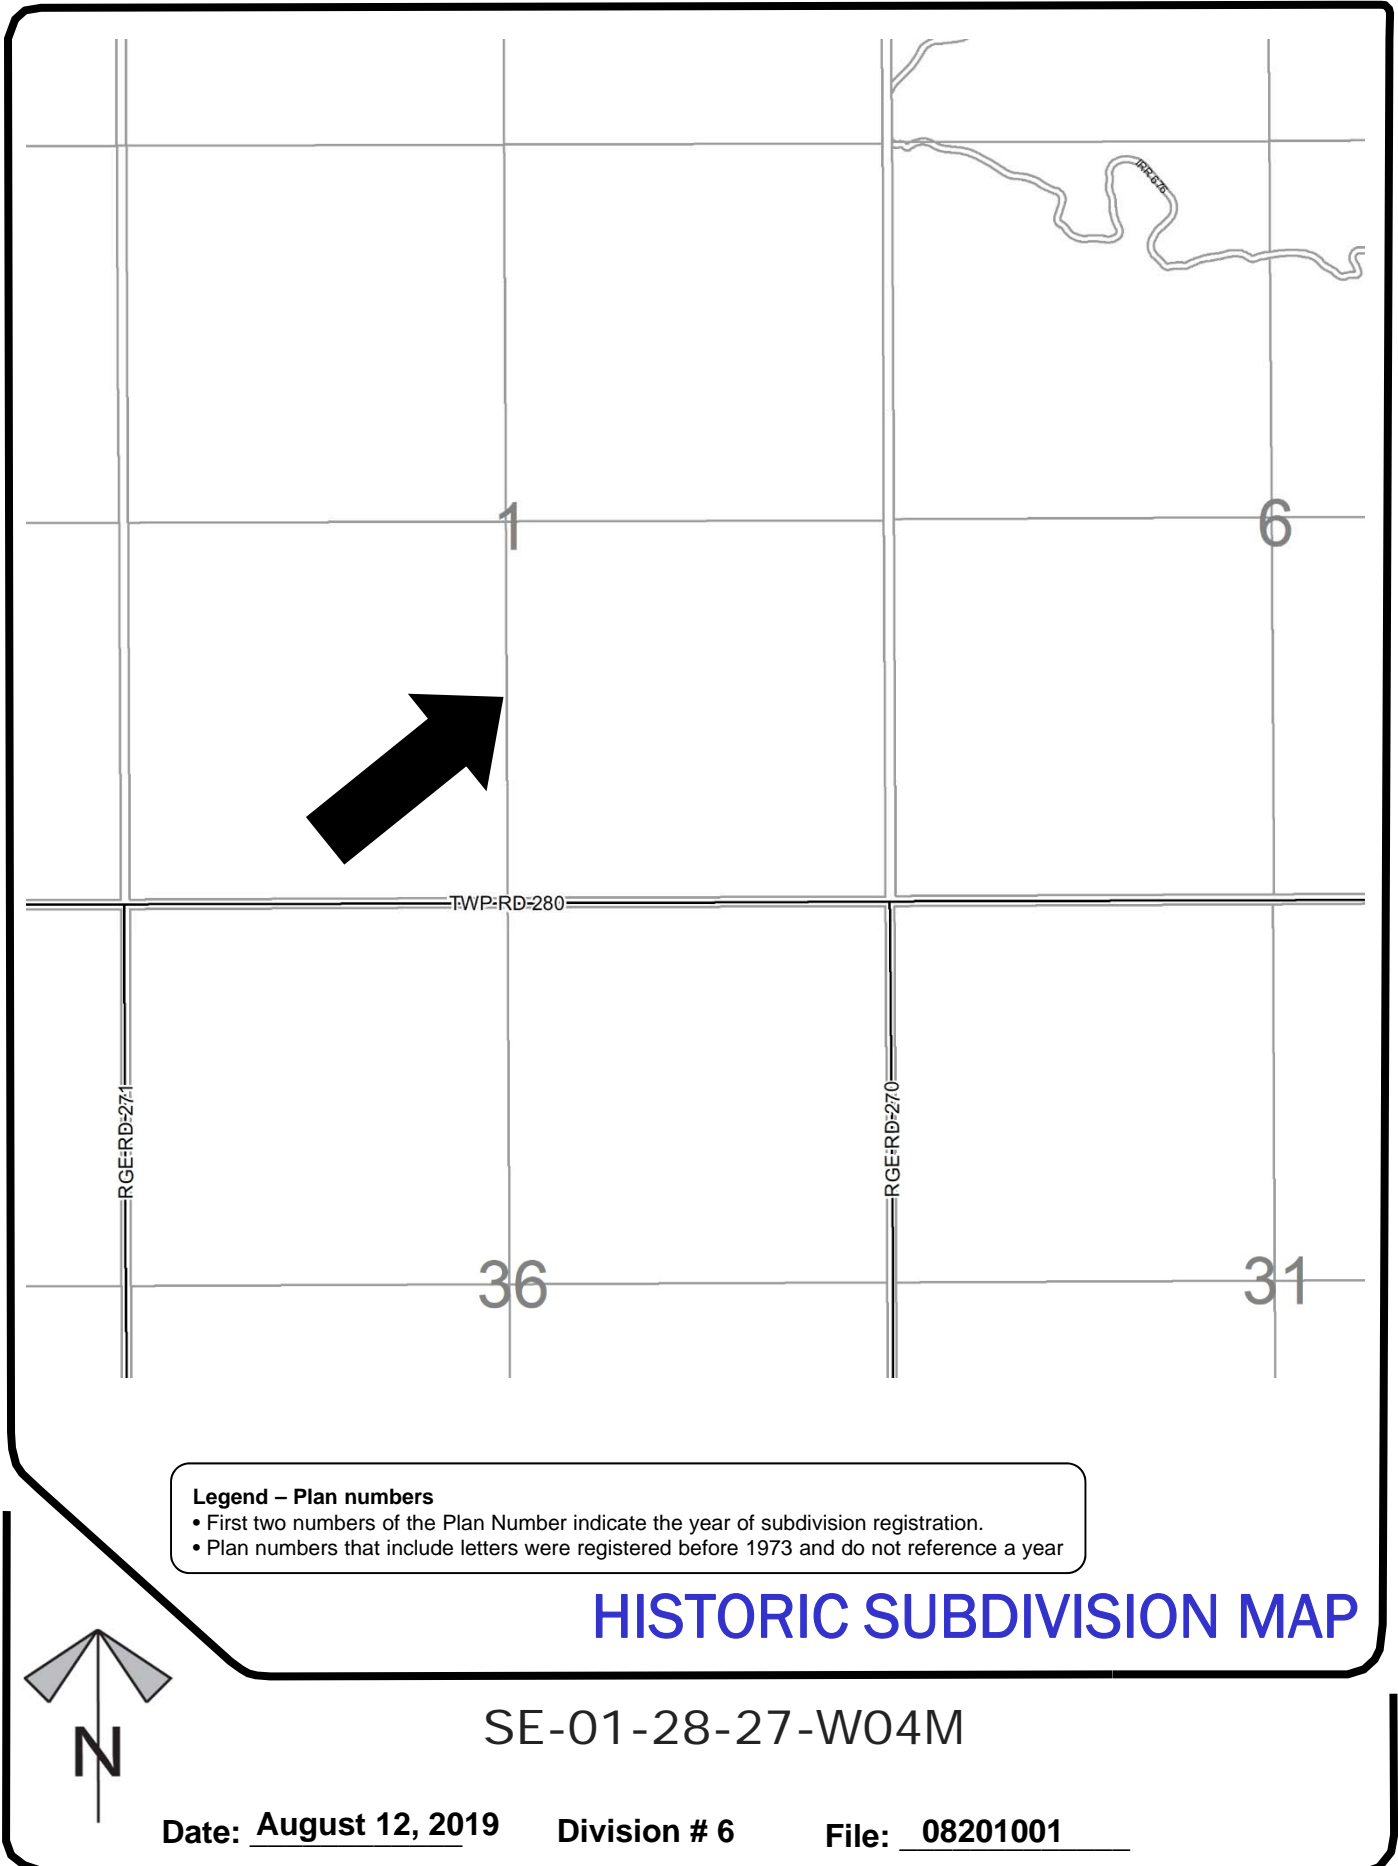 IRR 676
1
6
TWP RD 280
RGE RD 271
RGE RD 270
36
31
Legend – Plan numbers
• First two numbers of the Plan Number indicate the year of subdivision registration.
• Plan numbers that include letters were registered before 1973 and do not reference a year
HISTORIC SUBDIVISION MAP
N
SE-01-28-27-W04M
Date: August 12, 2019 Division # 6 File: 08201001